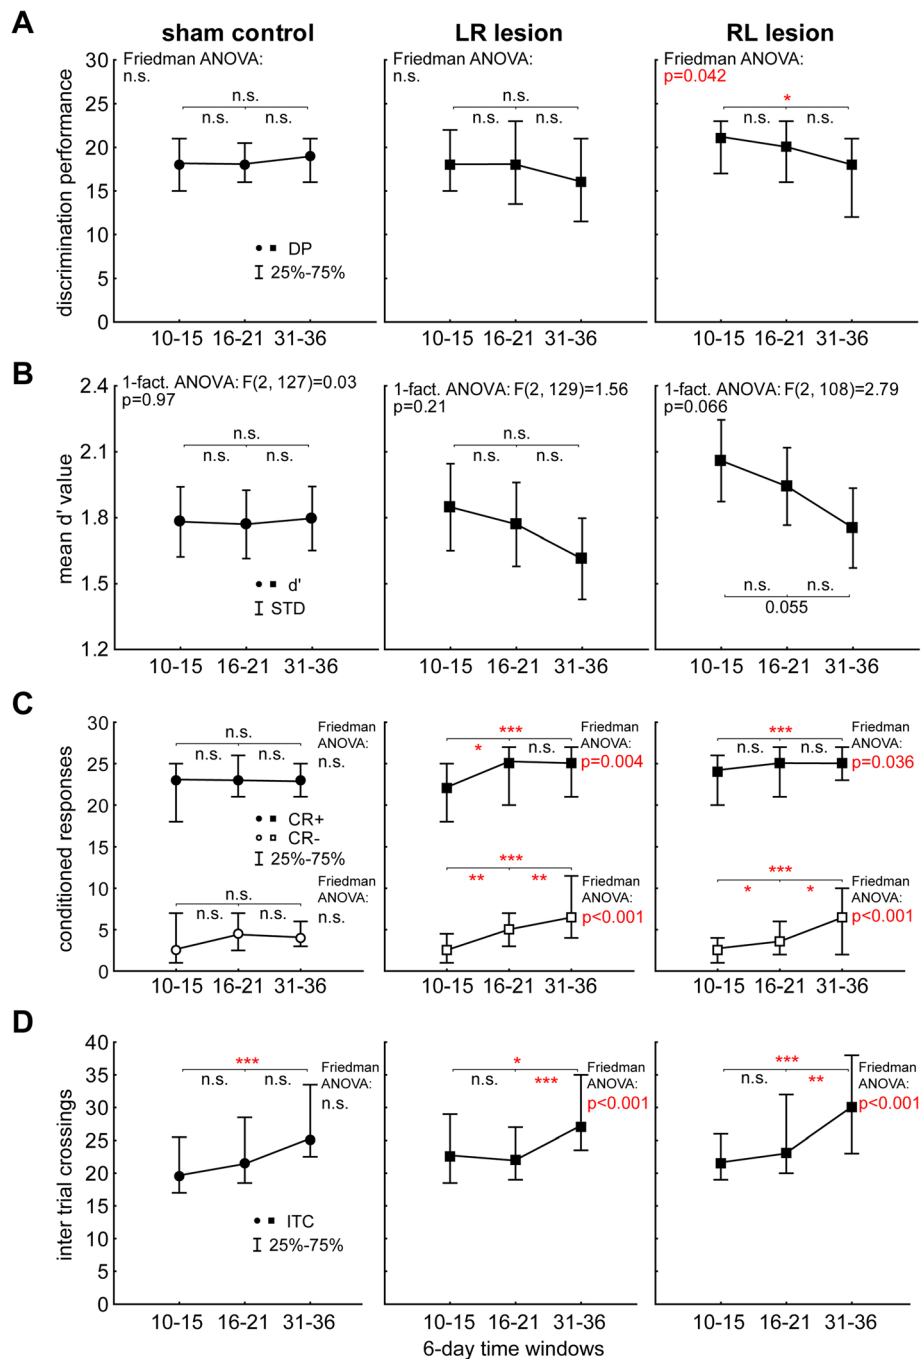 A
sham control
LR lesion
RL lesion
discrimination performance
30
25
20
15
10
5
0
Friedman ANOVA:
n.s.
n.s.
n.s.
n.s.
DP
25%-75%
10-15
16-21
31-36
Friedman ANOVA:
n.s.
n.s.
n.s.
n.s.
10-15
16-21
31-36
Friedman ANOVA:
p=0.042
*
n.s.
n.s.
10-15
16-21
31-36
B
mean d' value
2.4
2.1
1.8
1.5
1.2
1-fact. ANOVA: F(2, 127)=0.03
p=0.97
n.s.
n.s.
n.s.
d'
STD
10-15
16-21
31-36
1-fact. ANOVA: F(2, 129)=1.56
p=0.21
n.s.
n.s.
n.s.
10-15
16-21
31-36
1-fact. ANOVA: F(2, 108)=2.79
p=0.066
n.s.
n.s.
0.055
10-15
16-21
31-36
C
conditioned responses
30
25
20
15
10
5
0
Friedman
ANOVA:
n.s.
n.s.
n.s.
n.s.
CR+
CR-
25%-75%
Friedman
ANOVA:
n.s.
n.s.
n.s.
n.s.
10-15
16-21
31-36
Friedman
ANOVA:
p=0.004
***
*
n.s.
Friedman
ANOVA:
p<0.001
***
**
**
10-15
16-21
31-36
Friedman
ANOVA:
p=0.036
***
n.s.
n.s.
Friedman
ANOVA:
p<0.001
***
*
*
10-15
16-21
31-36
D
inter trial crossings
40
35
30
25
20
15
10
5
0
Friedman
ANOVA:
n.s.
***
n.s.
n.s.
ITC
25%-75%
10-15
16-21
31-36
Friedman
ANOVA:
p<0.001
*
n.s.
***
10-15
16-21
31-36
Friedman
ANOVA:
p<0.001
***
n.s.
**
10-15
16-21
31-36
6-day time windows